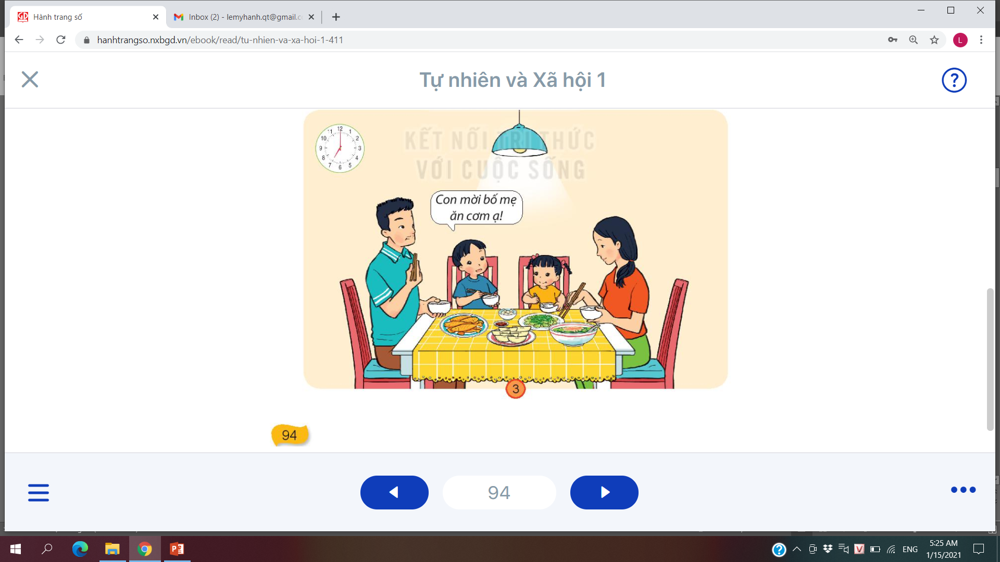 Hành trang số
Inbox (2) - lemyhanh.qt@gmail.c
hanhtrangso.nxbgd.vn/ebook/read/tu-nhien-va-xa-hoi-1-411
L
Tự nhiên và Xã hội 1
?
KẾT NỐI TRI THỨC
VỚI CUỘC SỐNG
12
11 1
10 2
9 3
8 4
7 5
6
Con mời bố mẹ
ăn cơm ạ!
3
94
94
ENG
5:25 AM
1/15/2021